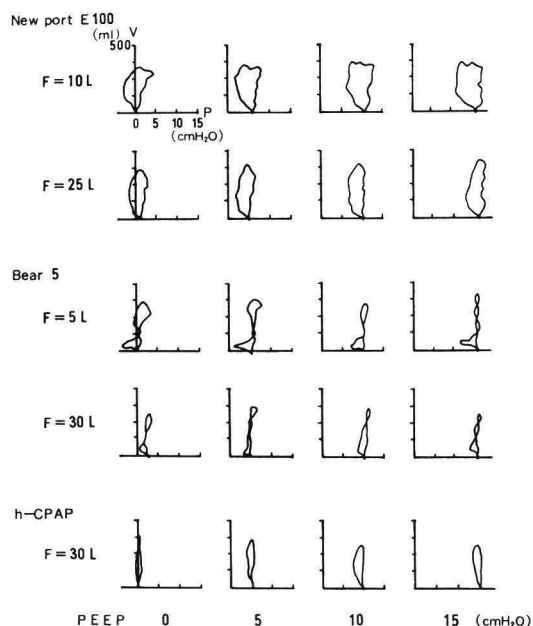 New port E 100
(ml) V
500
F = 10 L
P
0 5 10 15
(cmH₂O)
F = 25 L
Bear 5
F = 5 L
F = 30 L
h-CPAP
F = 30 L
PEEP 0 5 10 15 (cmH₂O)